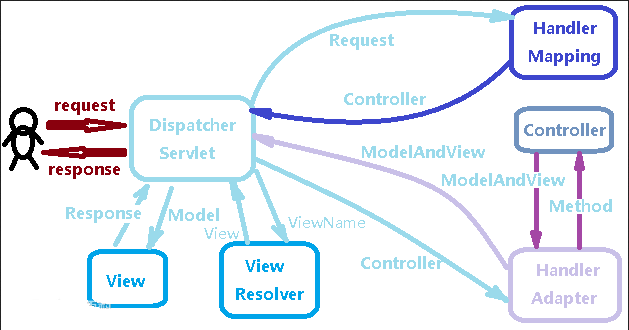 Handler
Mapping
Request
Controller
request
Dispatcher
Servlet
response
Controller
ModelAndView
ModelAndView
Method
Response
Model
View
ViewName
Controller
View
View
Resolver
Handler
Adapter